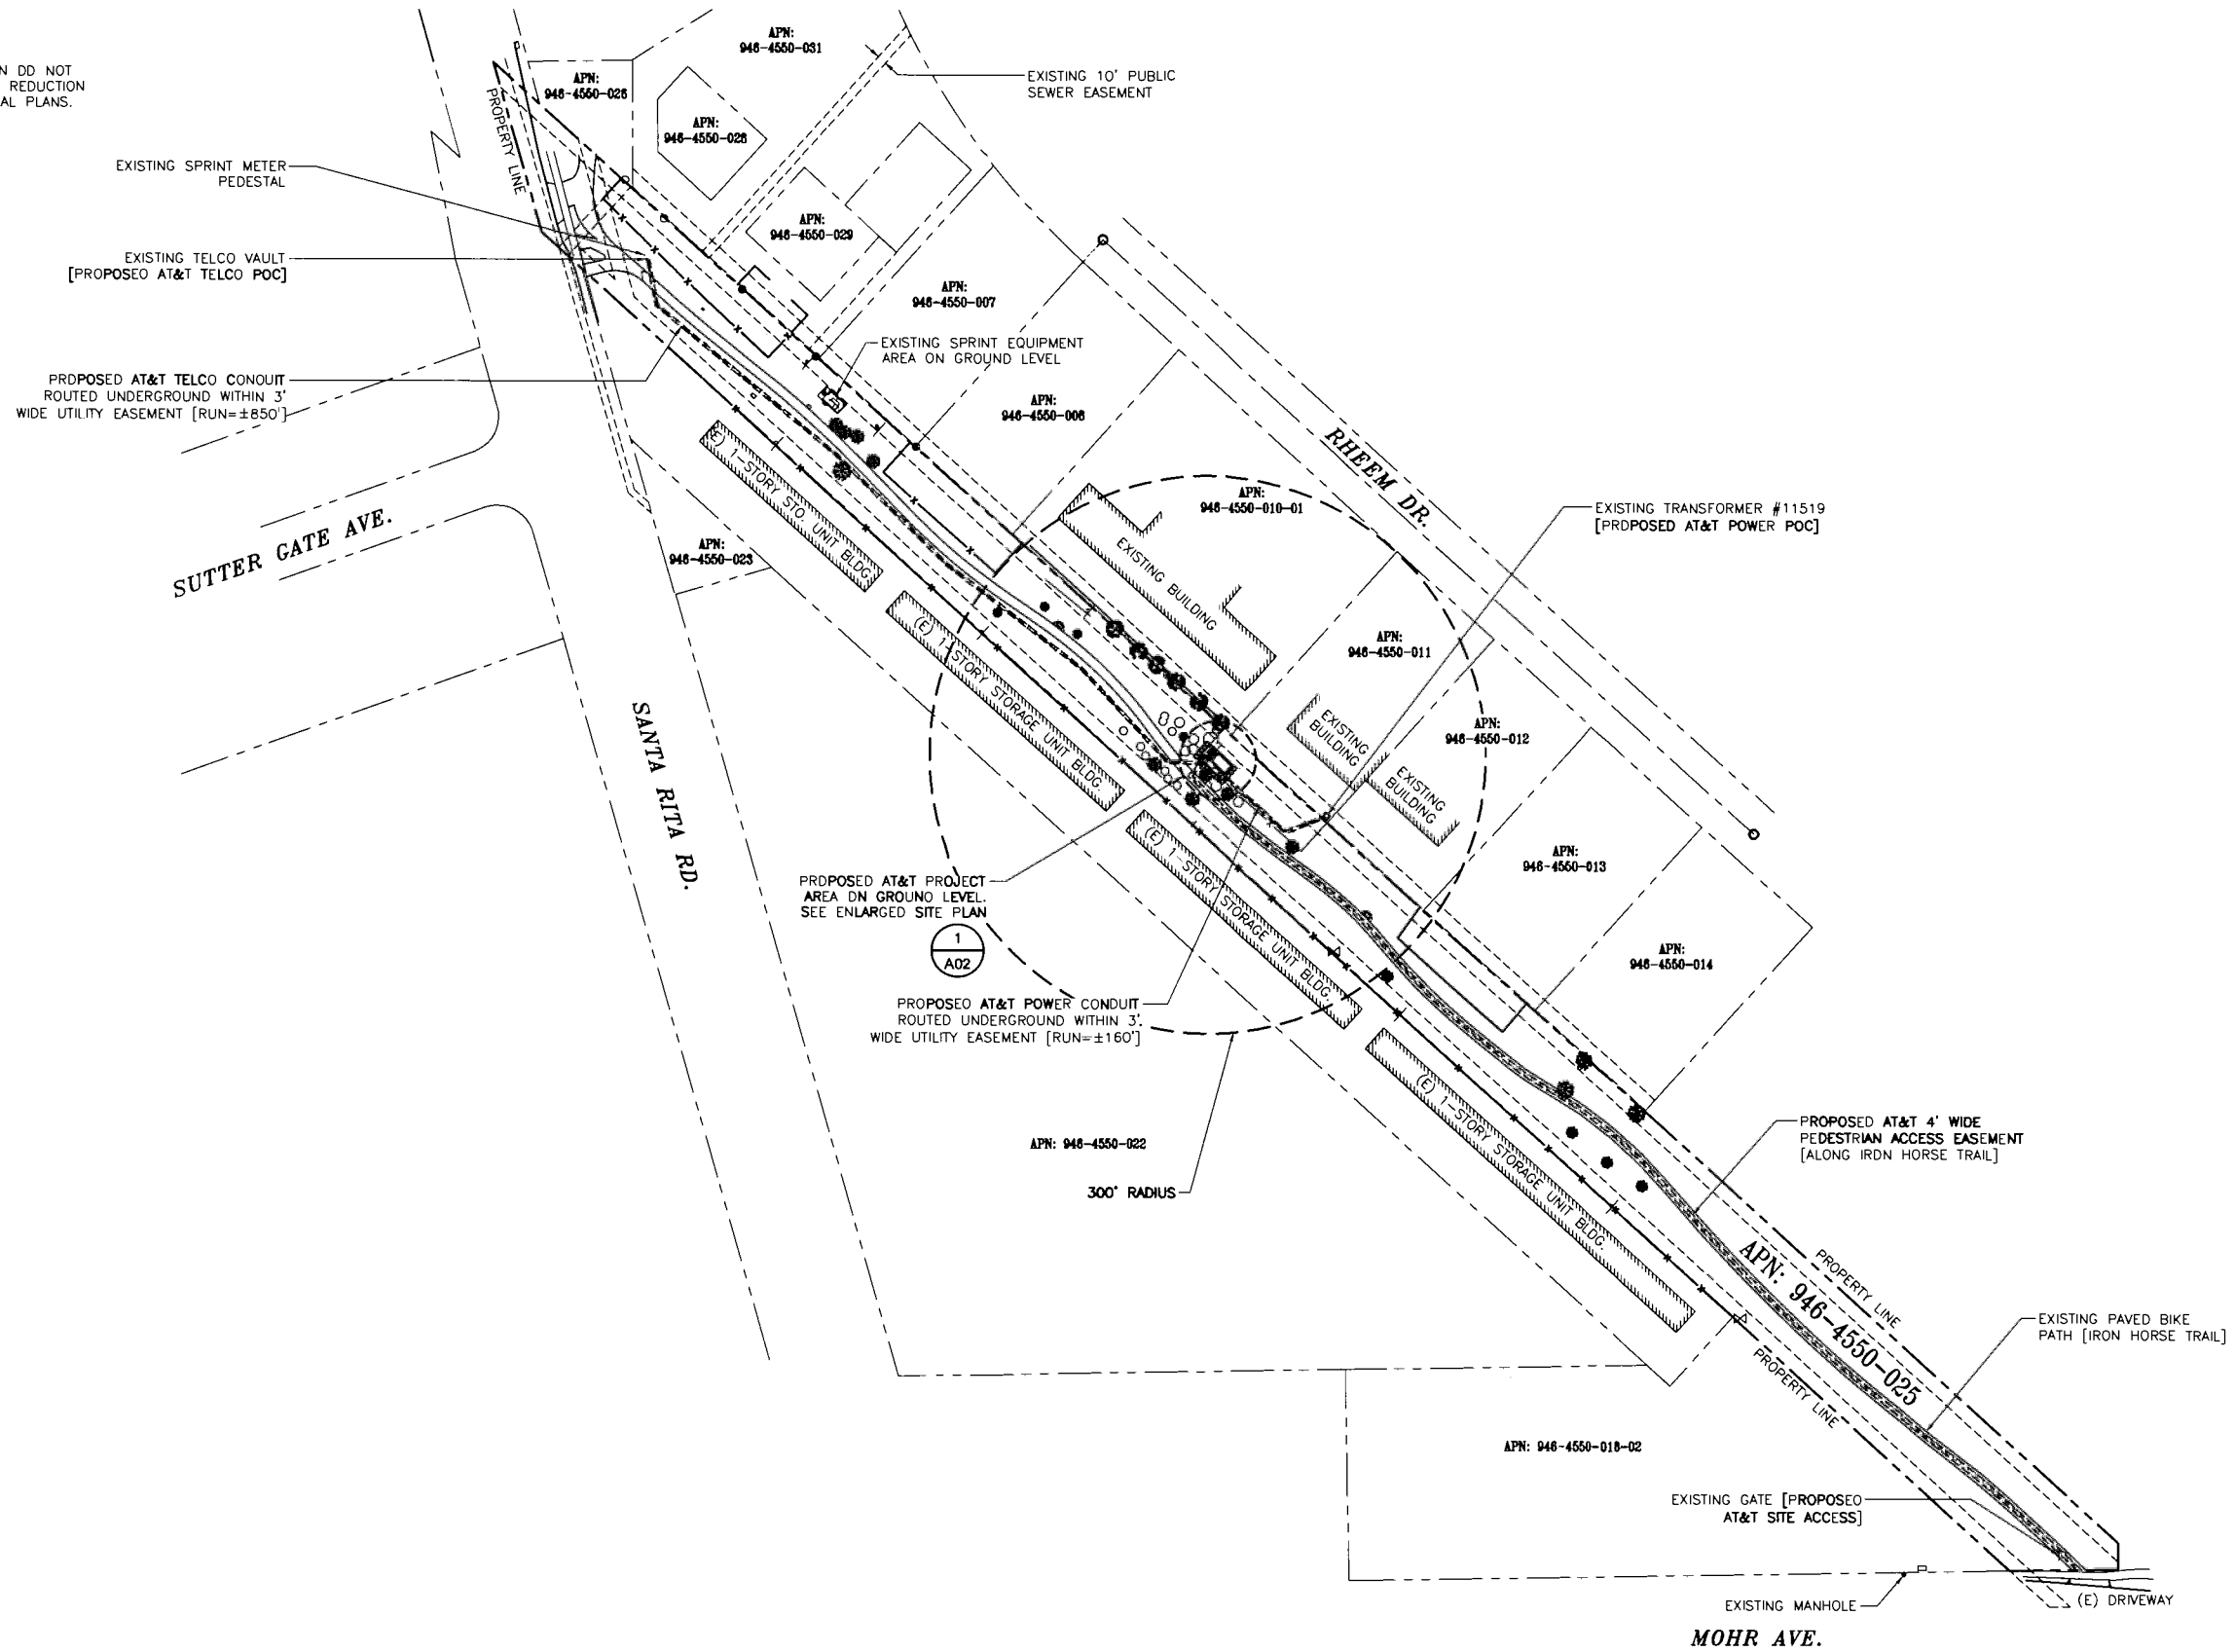 N DD NOT
REDUCTION
AL PLANS.
APN:
946-4550-031
APN:
946-4550-026
APN:
946-4550-028
EXISTING 10' PUBLIC
SEWER EASEMENT
PROPERTY LINE
EXISTING SPRINT METER
PEDESTAL
APN:
946-4550-029
EXISTING TELCO VAULT
[PROPOSEO AT&T TELCO POC]
APN:
946-4550-007
EXISTING SPRINT EQUIPMENT
AREA ON GROUND LEVEL
PRDPOSED AT&T TELCO CONOUIT
ROUTED UNDERGROUND WITHIN 3'
WIDE UTILITY EASEMENT [RUN=±850']
APN:
946-4550-008
RHEEM DR.
(E) 1-STORY STO. UNIT BLDG.
APN:
946-4550-010-01
EXISTING TRANSFORMER #11519
[PRDPOSED AT&T POWER POC]
SUTTER GATE AVE.
APN:
946-4550-023
EXISTING BUILDING
(E) 1-STORY STORAGE UNIT BLDG.
APN:
946-4550-011
EXISTING
BUILDING
APN:
946-4550-012
EXISTING
BUILDING
SANTA RITA RD.
APN:
946-4550-013
PRDPOSED AT&T PROJECT
AREA DN GROUNO LEVEL.
SEE ENLARGED SITE PLAN
1
A02
(E) 1-STORY STORAGE UNIT BLDG.
APN:
946-4550-014
PROPOSEO AT&T POWER CONDUIT
ROUTED UNDERGROUND WITHIN 3'.
WIDE UTILITY EASEMENT [RUN=±160']
(E) 1-STORY STORAGE UNIT BLDG.
APN: 946-4550-022
300' RADIUS
PROPOSED AT&T 4' WIDE
PEDESTRIAN ACCESS EASEMENT
[ALONG IRDN HORSE TRAIL]
PROPERTY LINE
APN: 946-4550-025
EXISTING PAVED BIKE
PATH [IRON HORSE TRAIL]
PROPERTY LINE
APN: 946-4550-018-02
EXISTING GATE [PROPOSEO
AT&T SITE ACCESS]
EXISTING MANHOLE
(E) DRIVEWAY
MOHR AVE.